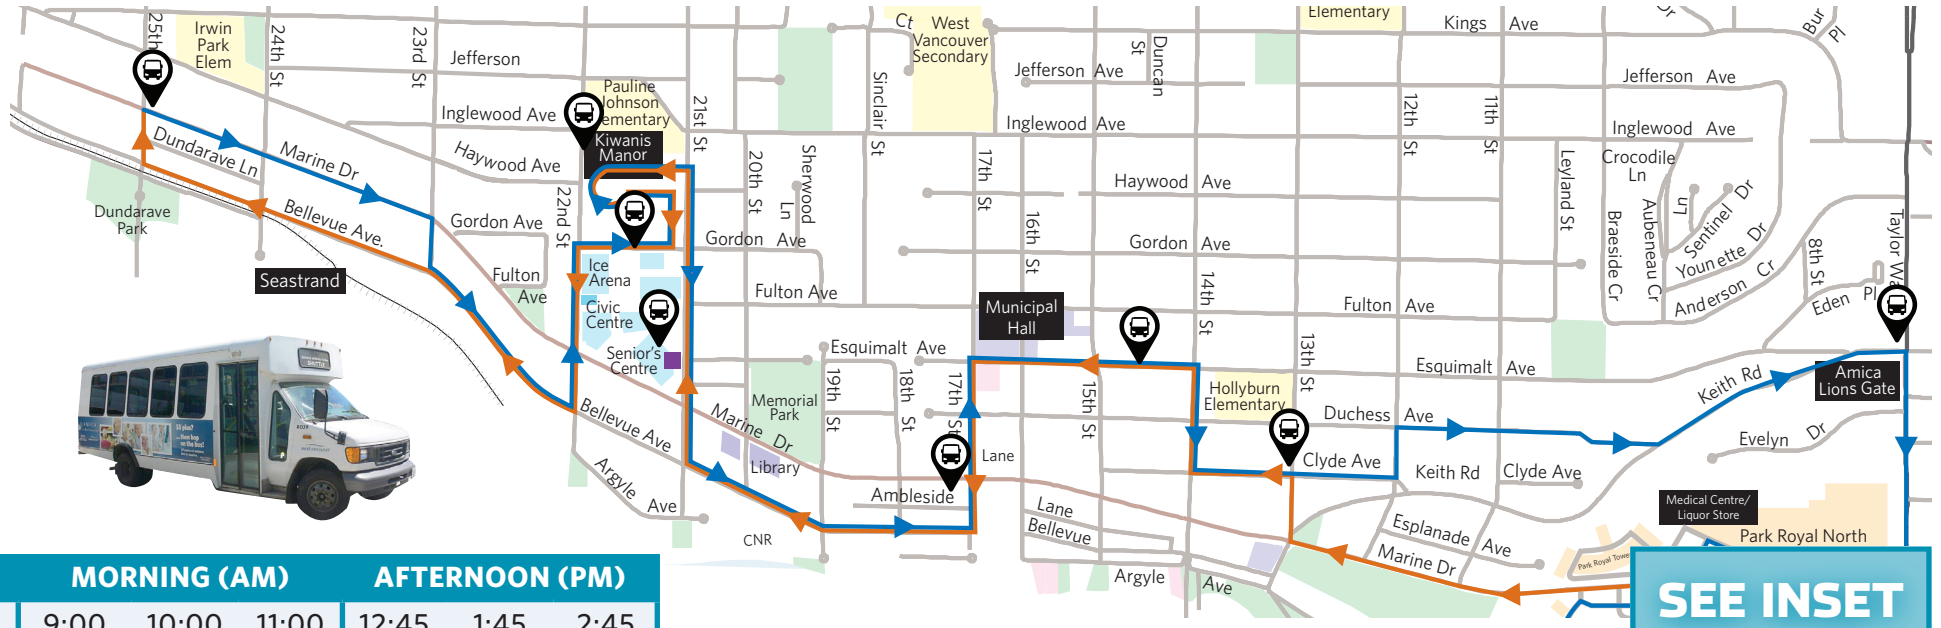 25th
Irwin
Park
Elem
24th St
23rd St
Jefferson
Inglewood Ave
Haywood Ave
Pauline
Johnson
Elementary
Kiwanis
Manor
21st St
20th St
Sherwood Ln
Sinclair St
Ct
West
Vancouver
Secondary
Duncan St
Jefferson Ave
Inglewood Ave
Elementary
Kings Ave
Dr
Bur
Pl
Jefferson Ave
12th St
11th St
Inglewood Ave
Crocodile
Ln
Leyland St
Braeside Cr
Aubeneau Cr
Ln
Sentinel Dr
Younette Dr
Anderson Cr
8th St
Eden Pl
Taylor Wa
Dundarave Ln
Marine Dr
Bellevue Ave.
Dundarave
Park
Seastrand
22nd St
Gordon Ave
Fulton
Ave
Ice
Arena
Civic
Centre
Senior's
Centre
Gordon Ave
Fulton Ave
17th St
16th St
Haywood Ave
Gordon Ave
14th St
Fulton Ave
Municipal
Hall
Esquimalt Ave
13th St
Esquimalt Ave
Hollyburn
Elementary
Duchess Ave
Keith Rd
Amica
Lions Gate
Evelyn Dr
Memorial
Park
19th St
18th St
17th St
15th St
Bellevue Ave
Marine Dr
Library
Argyle Ave
CNR
Ambleside
Lane
Clyde Ave
Keith Rd
Clyde Ave
Lane
Bellevue
Argyle Ave
Esplanade Ave
Marine Dr
Medical Centre/
Liquor Store
Park Royal North
Park Royal Towe
SEE INSET
MORNING (AM) AFTERNOON (PM)
9:00 10:00 11:00 12:45 1:45 2:45